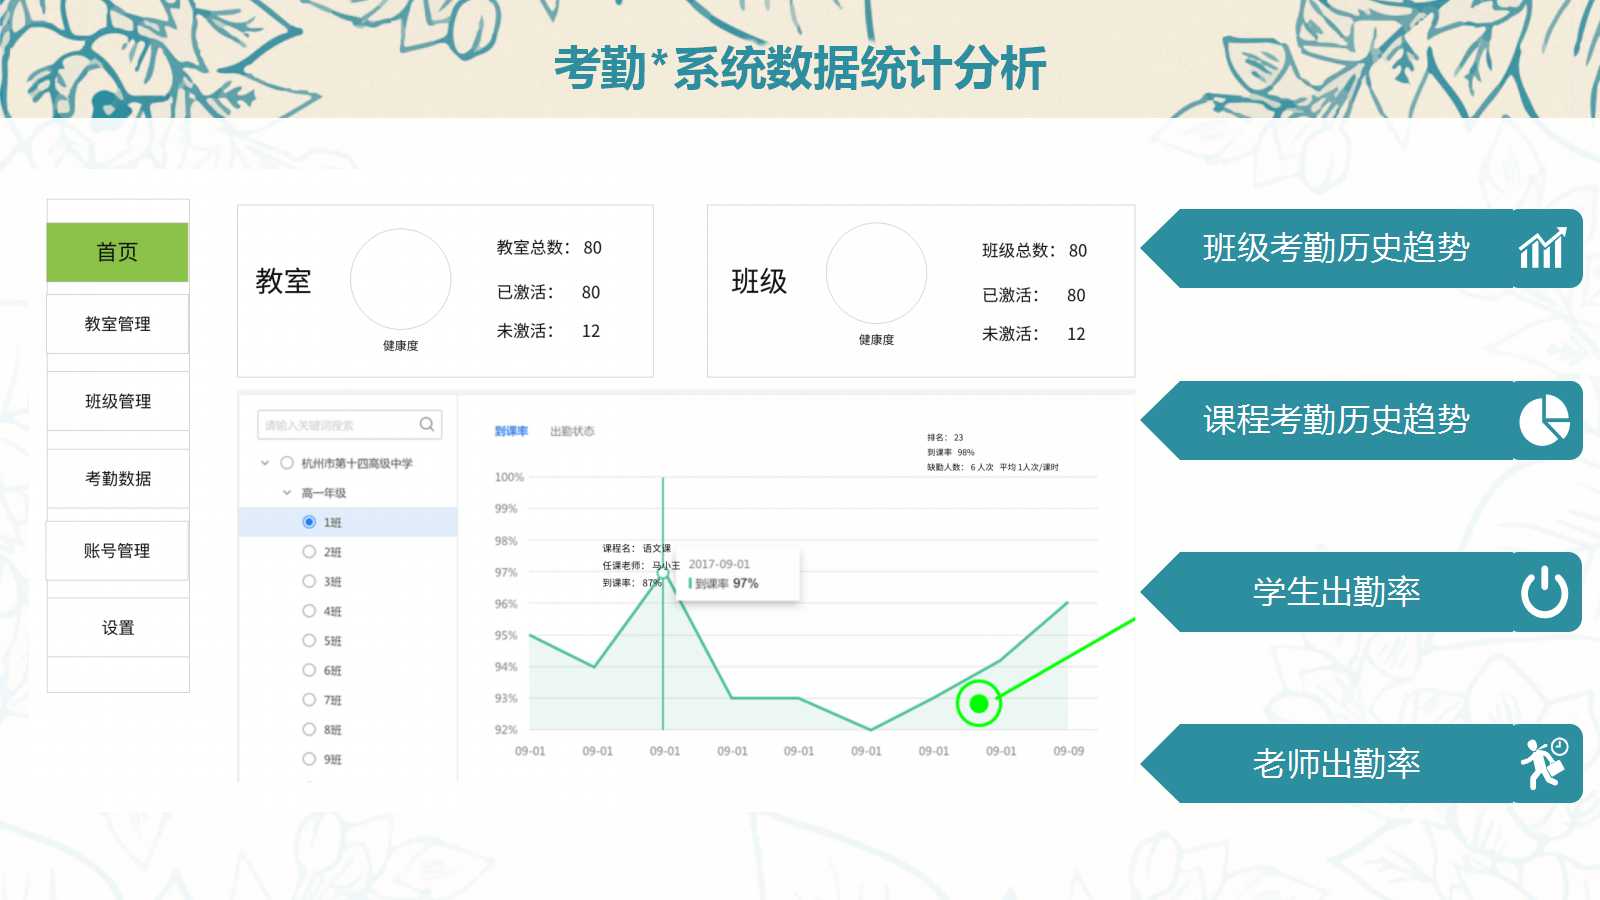 考勤*系统数据统计分析
首页
教室管理
班级管理
考勤数据
账号管理
设置
教室
健康度
教室总数： 80
已激活： 80
未激活： 12
班级
健康度
班级总数： 80
已激活： 80
未激活： 12
请输入关键词搜索
杭州市第十四高级中学
高一年级
1班
2班
3班
4班
5班
6班
7班
8班
9班
到课率 出勤状态
排名： 23
到课率 98%
缺勤人数： 6 人次 平均 1人次/课时
100%
99%
98%
97%
96%
95%
94%
93%
92%
课程名： 语文课
任课老师： 马小王
到课率： 87%
2017-09-01
到课率 97%
09-01 09-01 09-01 09-01 09-01 09-01 09-01 09-01 09-09
班级考勤历史趋势
课程考勤历史趋势
学生出勤率
老师出勤率